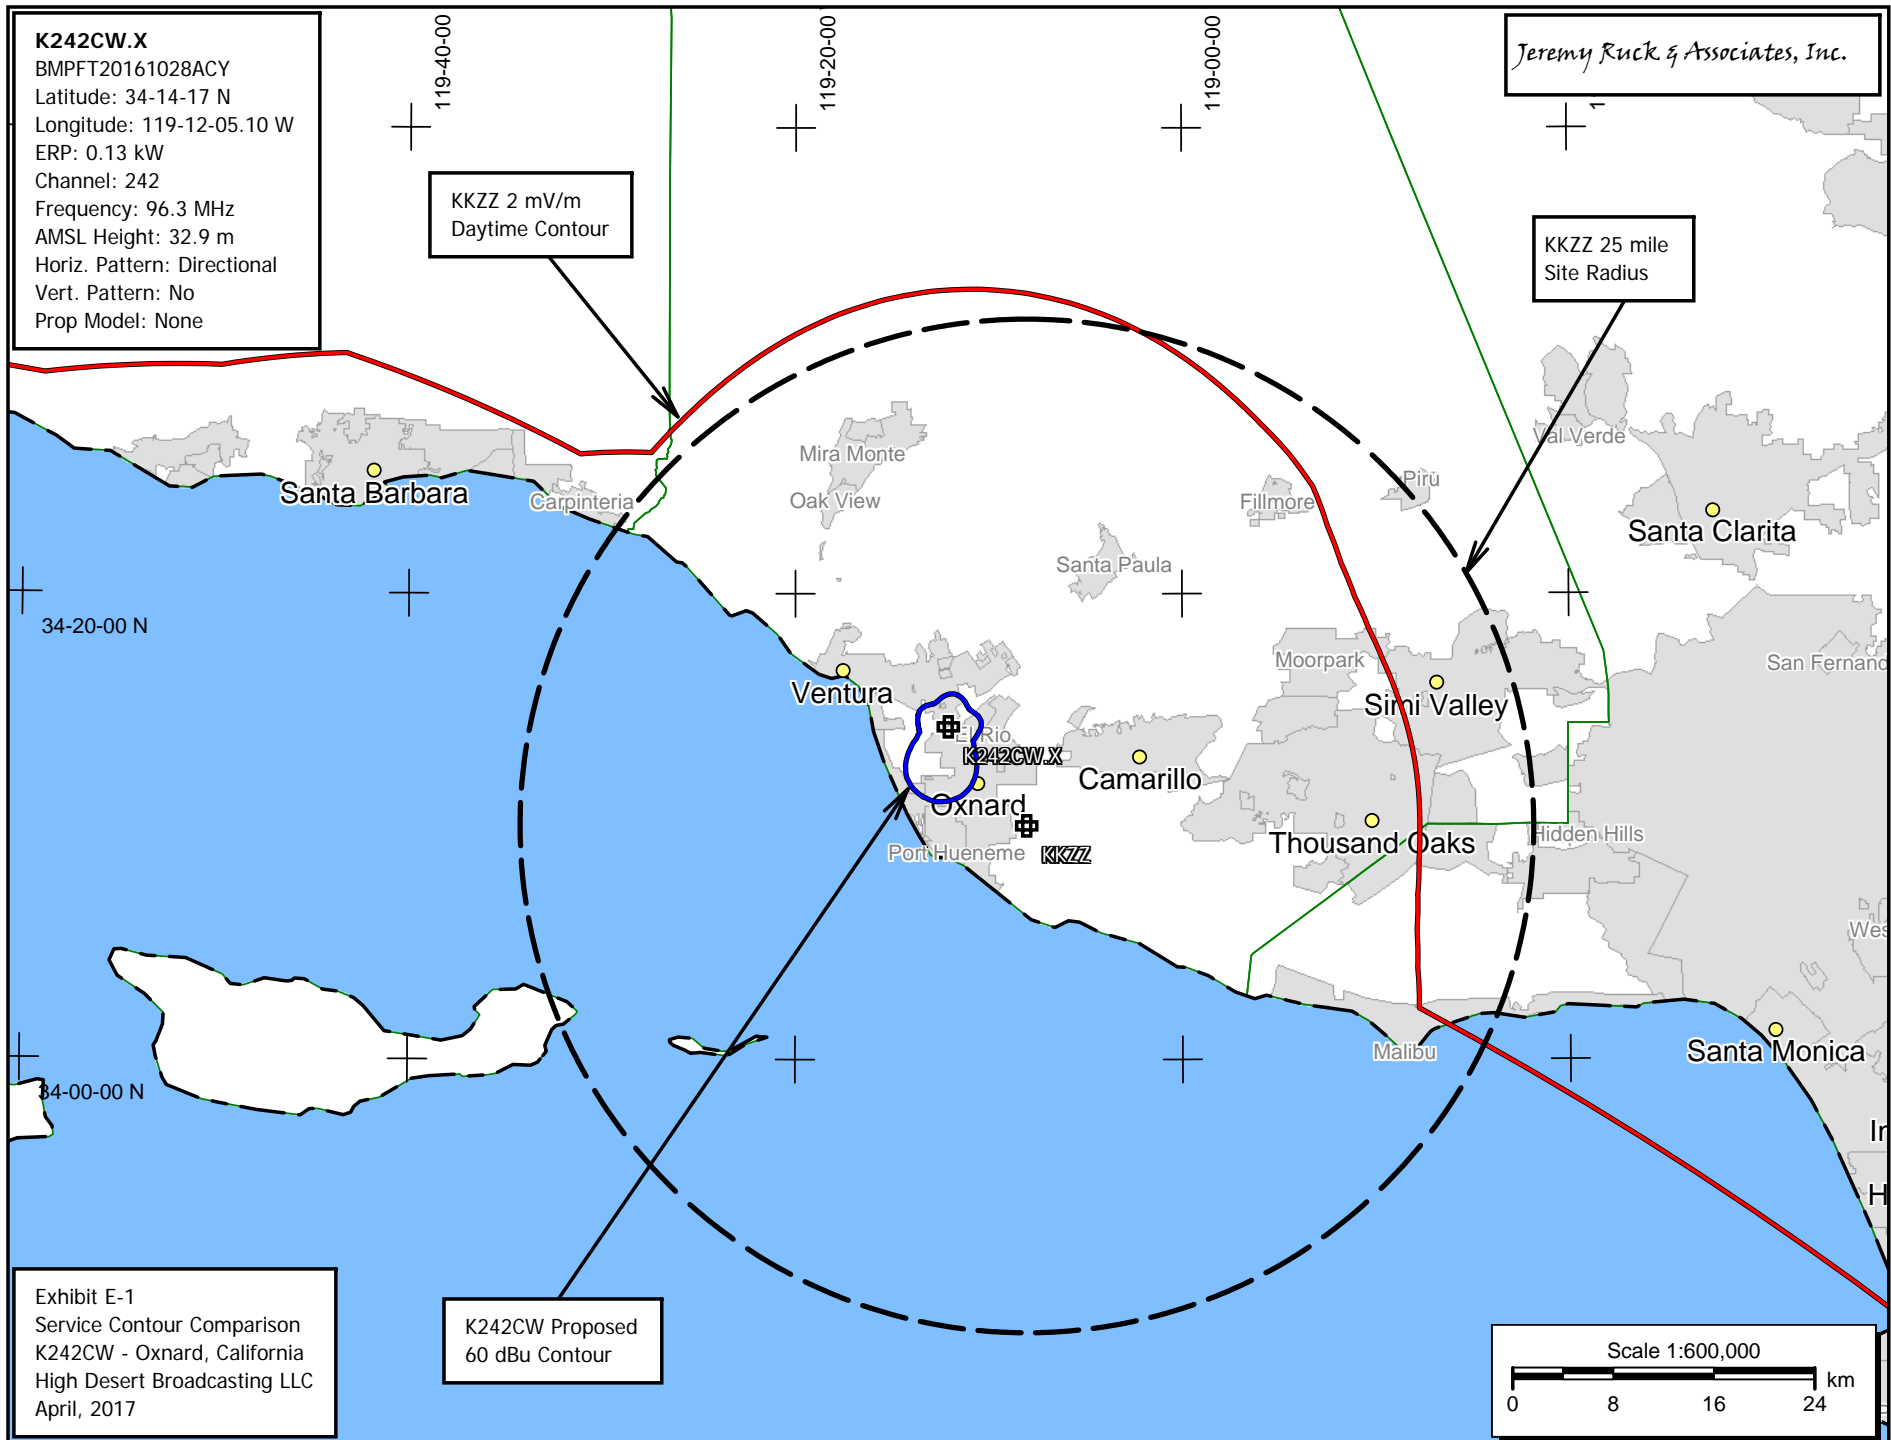 K242CW.X
BMPFT20161028ACY
Latitude: 34-14-17 N
Longitude: 119-12-05.10 W
ERP: 0.13 kW
Channel: 242
Frequency: 96.3 MHz
AMSL Height: 32.9 m
Horiz. Pattern: Directional
Vert. Pattern: No
Prop Model: None
119-40-00
119-20-00
119-00-00
1
Jeremy Ruck & Associates, Inc.
KKZZ 2 mV/m
Daytime Contour
KKZZ 25 mile
Site Radius
Val Verde
Mira Monte
Oak View
Santa Barbara
Carpinteria
Fillmore
Piru
Santa Clarita
Santa Paula
34-20-00 N
Ventura
Moorpark
Simi Valley
San Fernand
El Rio
K242CW.X
Camarillo
Oxnard
Port Hueneme
KKZZ
Thousand Oaks
Hidden Hills
Wes
Malibu
Santa Monica
34-00-00 N
In
H
Exhibit E-1
Service Contour Comparison
K242CW - Oxnard, California
High Desert Broadcasting LLC
April, 2017
K242CW Proposed
60 dBu Contour
Scale 1:600,000
km
0 8 16 24